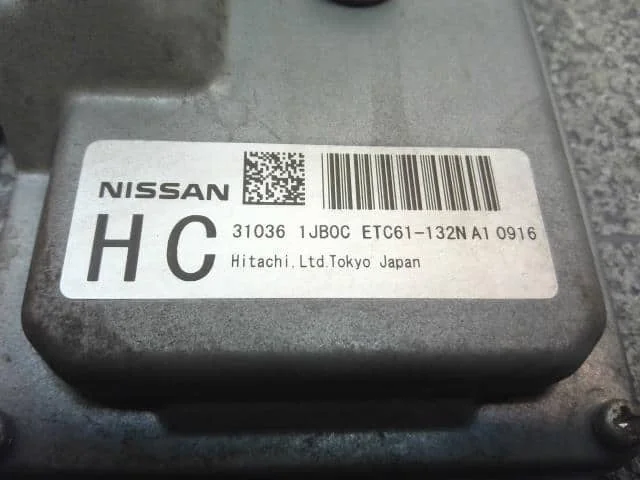 NISSAN
HC
31036 1JB0C ETC61-132N A1 0916
Hitachi.Ltd.Tokyo Japan